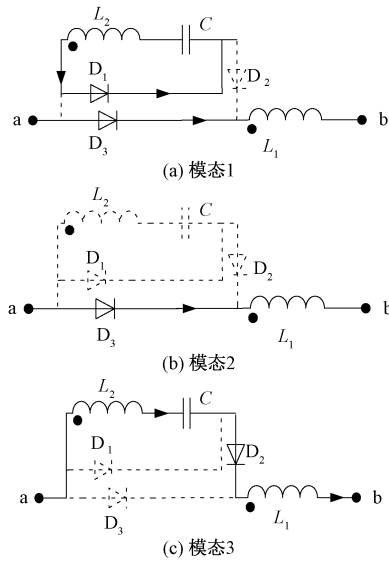 L₂
C
D₁
D₂
a
b
D₃
L₁
(a) 模态1
L₂
C
D₁
D₂
a
b
D₃
L₁
(b) 模态2
L₂
C
D₁
D₂
a
b
D₃
L₁
(c) 模态3